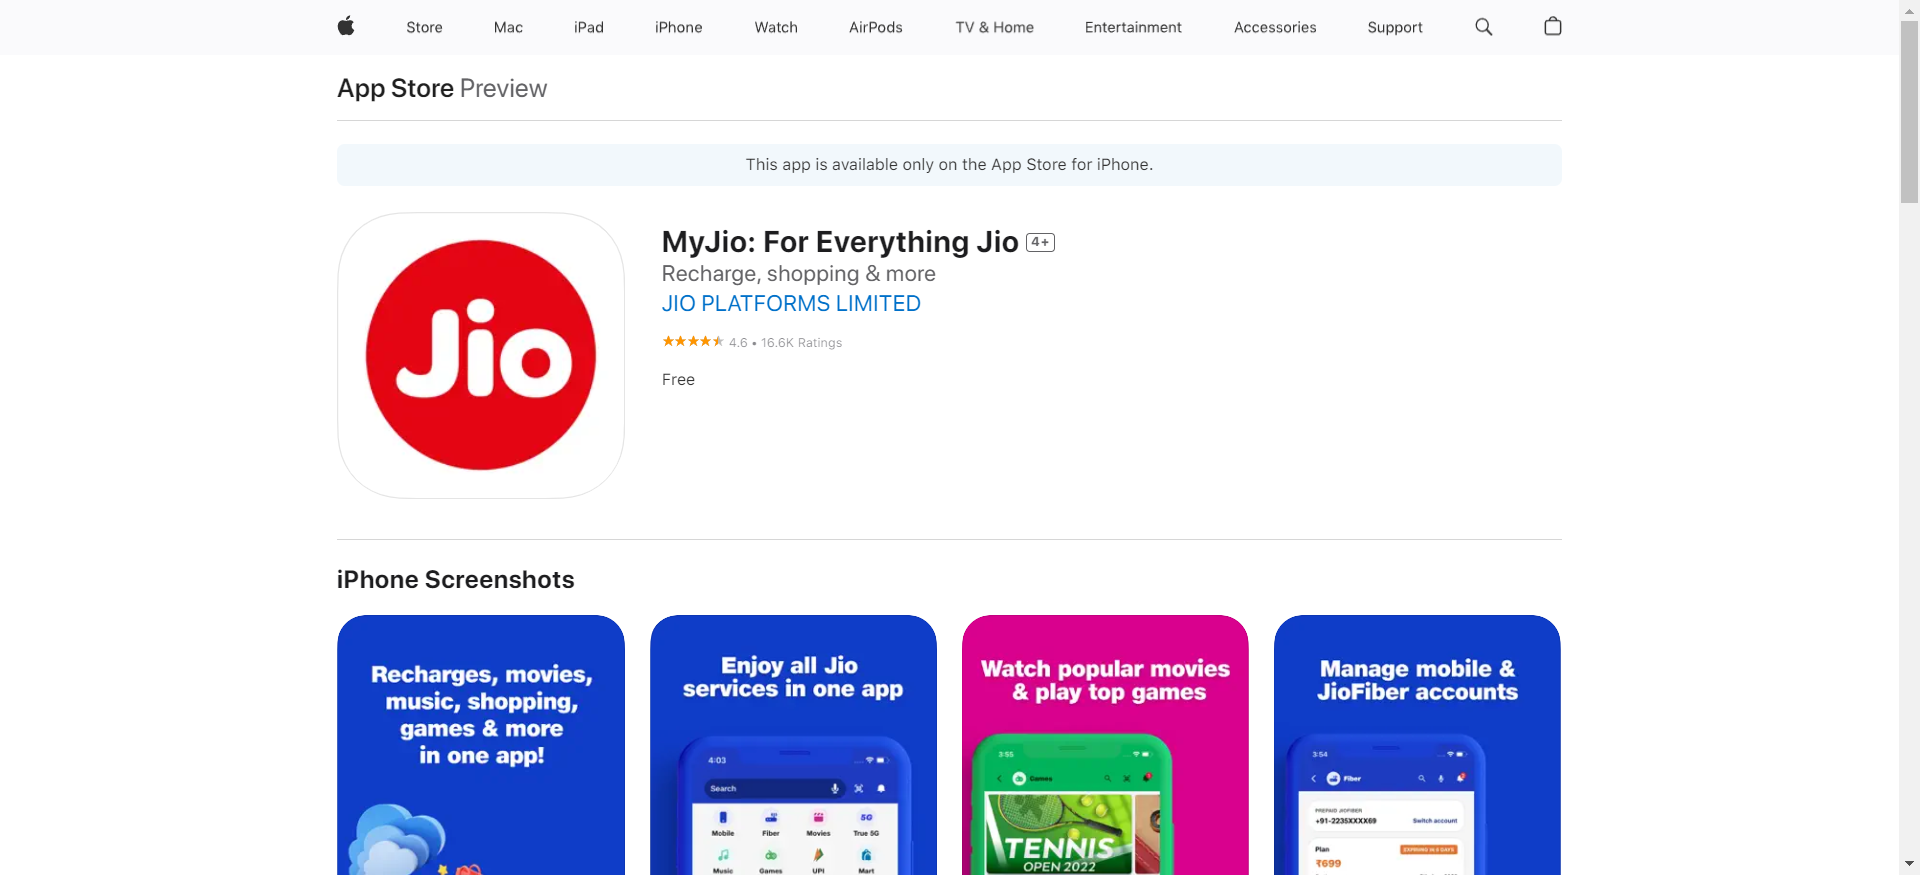 Store Mac iPad iPhone Watch AirPods TV & Home Entertainment Accessories Support
App Store Preview
This app is available only on the App Store for iPhone.
Jio
MyJio: For Everything Jio 4+
Recharge, shopping & more
JIO PLATFORMS LIMITED
4.6 • 16.6K Ratings
Free
iPhone Screenshots
Recharges, movies,
music, shopping,
games & more
in one app!
Enjoy all Jio
services in one app
4:03
Search
Mobile Fiber Movies 5G True 5G
Music Games UPI Mart
Watch popular movies
& play top games
3:55
Games
TENNIS
OPEN 2022
Manage mobile &
JioFiber accounts
3:54
Fiber
PREPAID JIOFIBER
+91-2235XXXX69 Switch account
Plan EXPIRING IN 6 DAYS
₹699